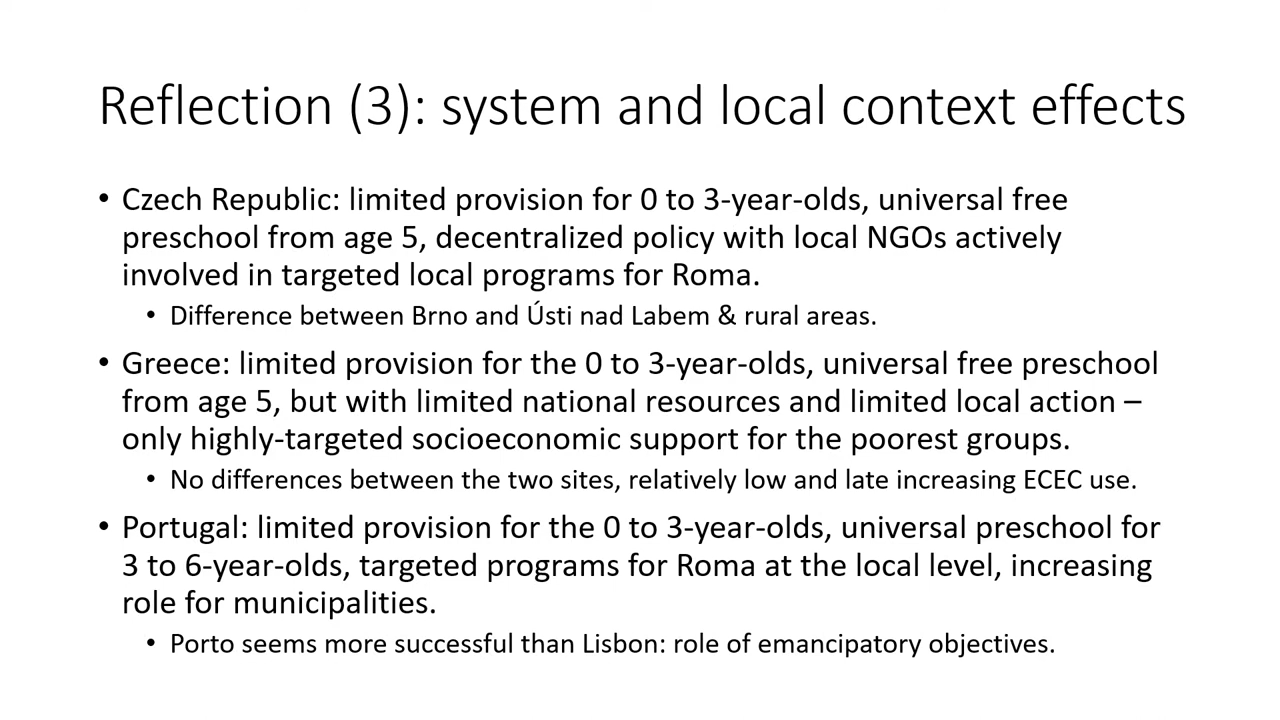 Reflection (3): system and local context effects
• Czech Republic: limited provision for 0 to 3-year-olds, universal free
preschool from age 5, decentralized policy with local NGOs actively
involved in targeted local programs for Roma.
• Difference between Brno and Ústi nad Labem & rural areas.
• Greece: limited provision for the 0 to 3-year-olds, universal free preschool
from age 5, but with limited national resources and limited local action –
only highly-targeted socioeconomic support for the poorest groups.
• No differences between the two sites, relatively low and late increasing ECEC use.
• Portugal: limited provision for the 0 to 3-year-olds, universal preschool for
3 to 6-year-olds, targeted programs for Roma at the local level, increasing
role for municipalities.
• Porto seems more successful than Lisbon: role of emancipatory objectives.